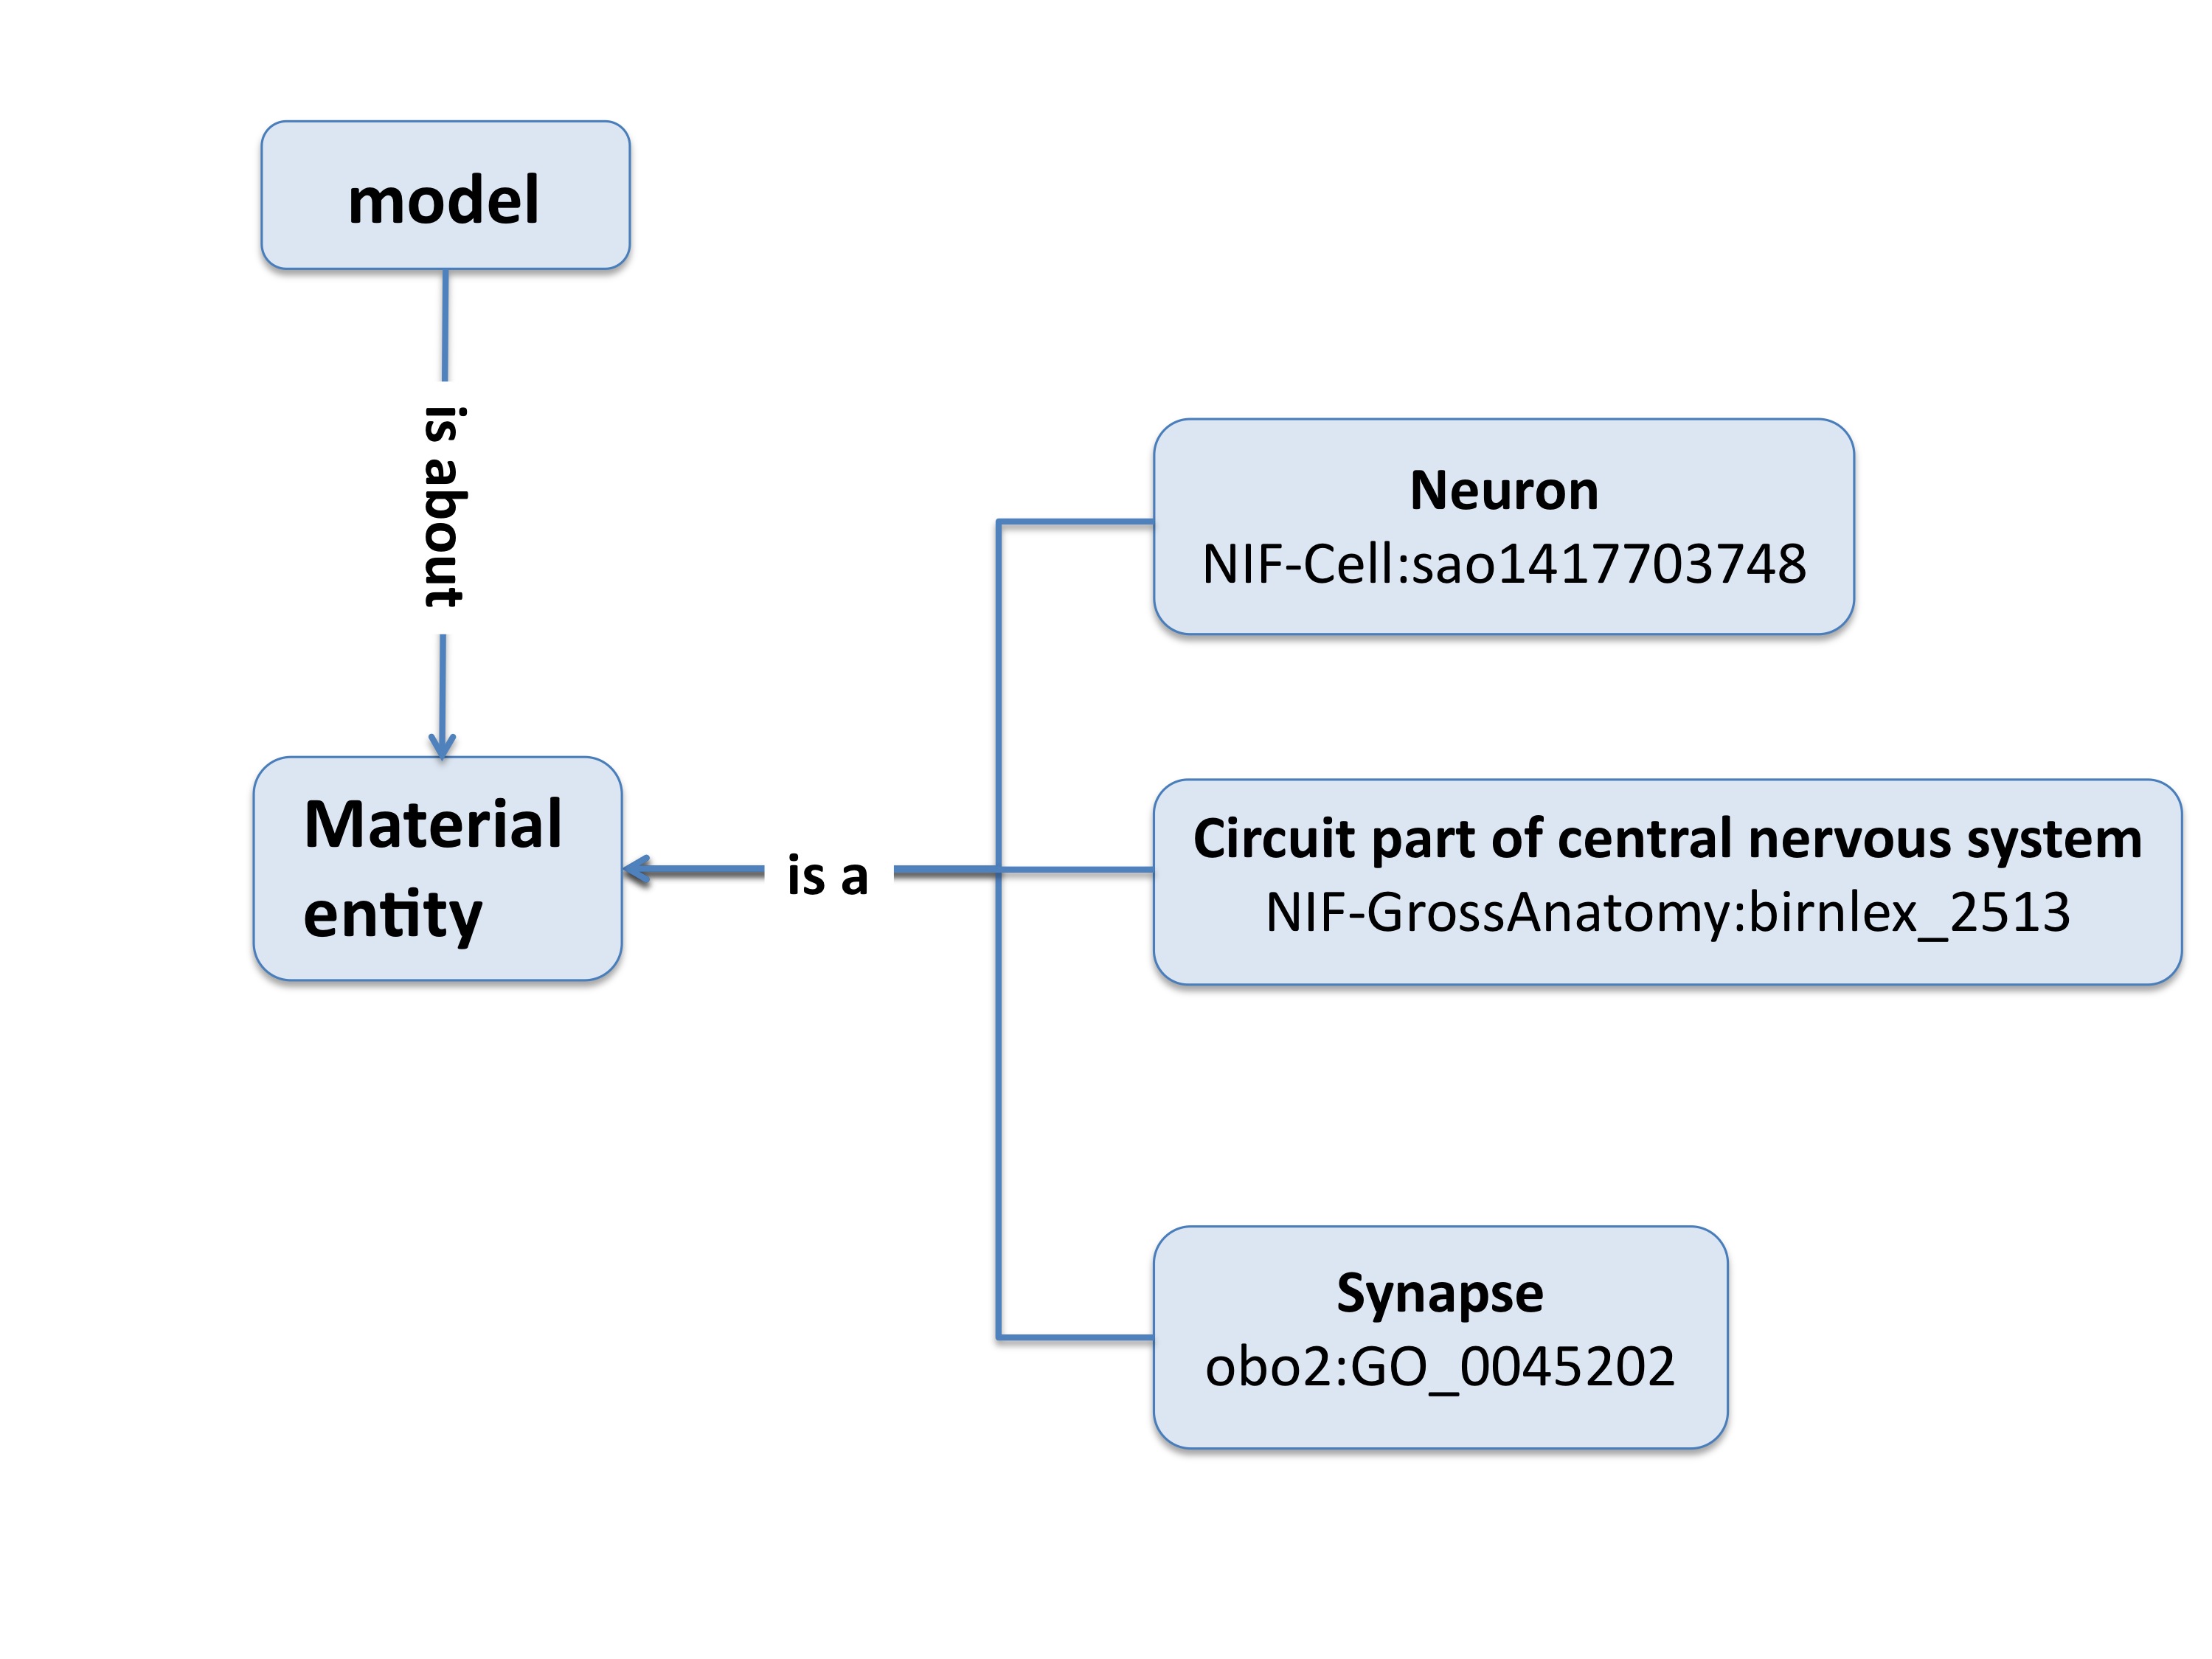 model
is about
Material
entity
is a
Neuron
NIF-Cell:sao1417703748
Circuit part of central nervous system
NIF-GrossAnatomy:birnlex_2513
Synapse
obo2:GO_0045202